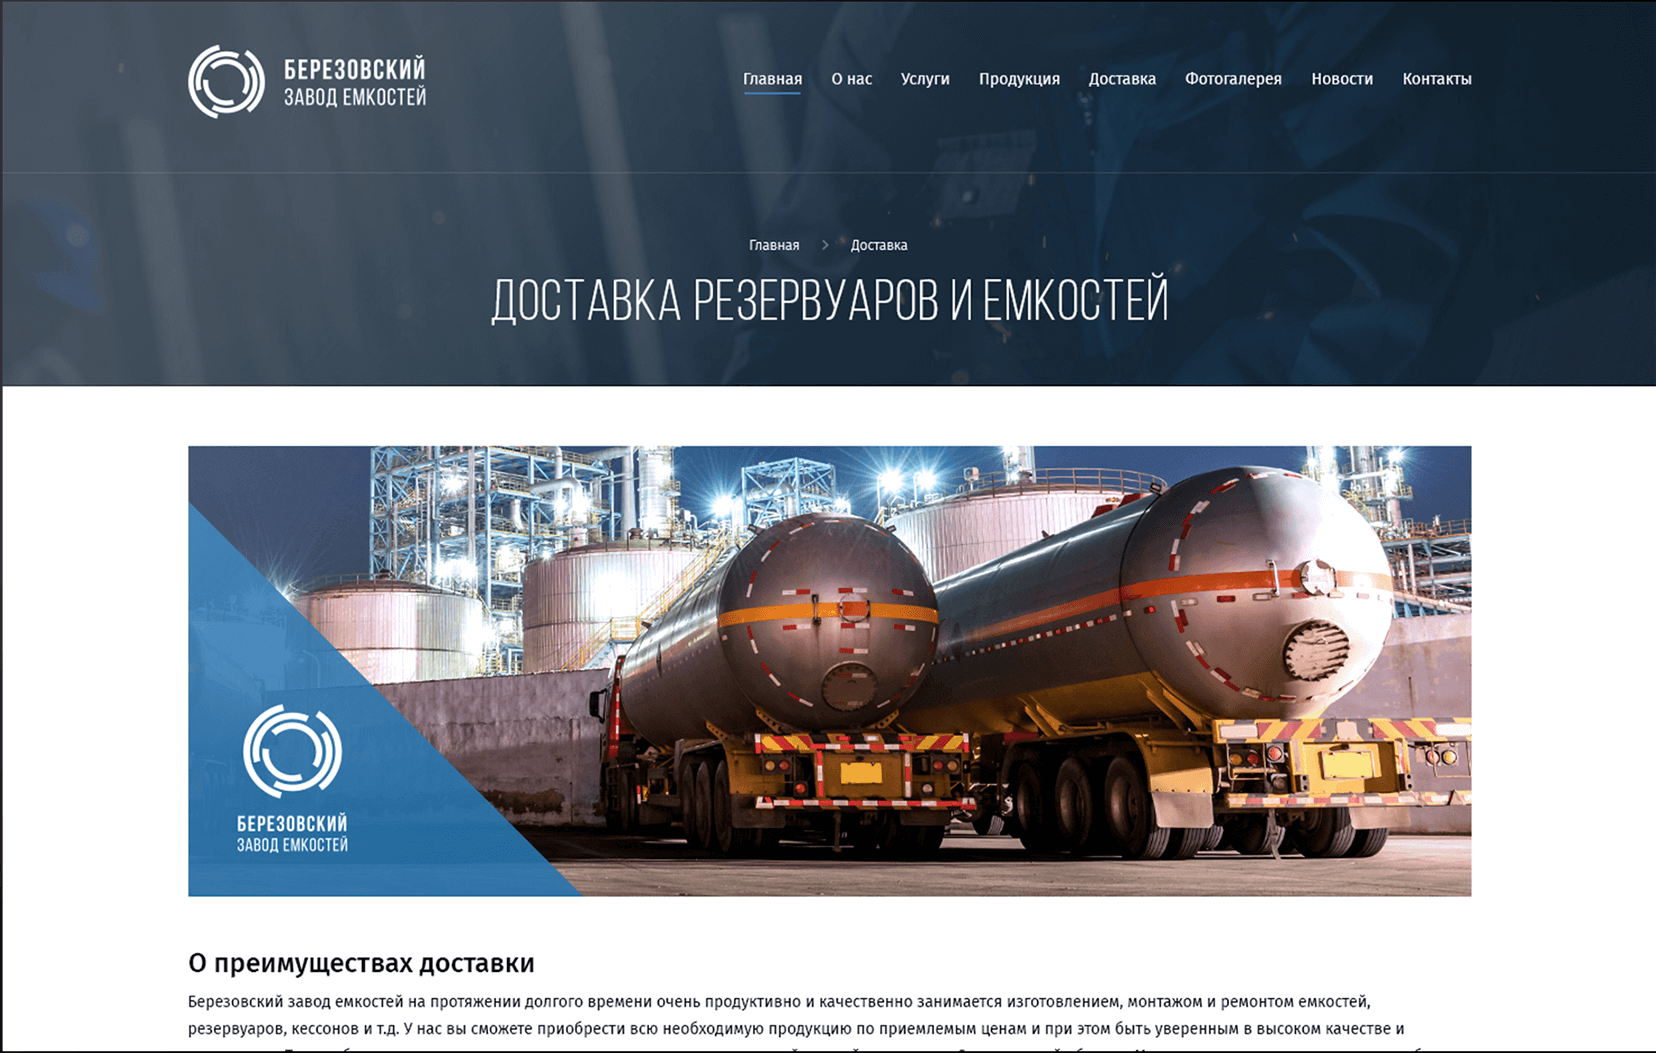 БЕРЕЗОВСКИЙ
ЗАВОД ЕМКОСТЕЙ
Главная О нас Услуги Продукция Доставка Фотогалерея Новости Контакты
Главная > Доставка
ДОСТАВКА РЕЗЕРВУАРОВ И ЕМКОСТЕЙ
БЕРЕЗОВСКИЙ
ЗАВОД ЕМКОСТЕЙ
О преимуществах доставки
Березовский завод емкостей на протяжении долгого времени очень продуктивно и качественно занимается изготовлением, монтажом и ремонтом емкостей,
резервуаров, кессонов и т.д. У нас вы сможете приобрести всю необходимую продукцию по приемлемым ценам и при этом быть уверенным в высоком качестве и